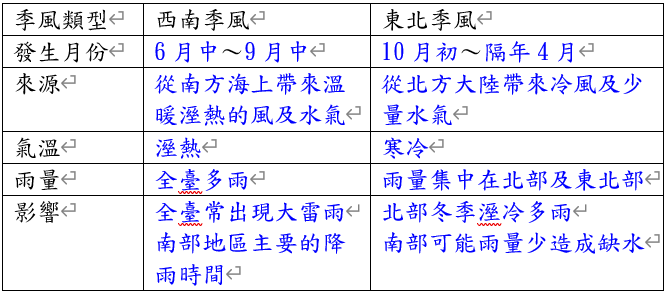 季風類型 西南季風 東北季風
發生月份 6月中～9月中 10月初～隔年4月
來源 從南方海上帶來溫 從北方大陸帶來冷風及少
暖溼熱的風及水氣 量水氣
氣溫 溼熱 寒冷
雨量 全臺多雨 雨量集中在北部及東北部
影響 全臺常出現大雷雨 北部冬季溼冷多雨
南部地區主要的降 南部可能雨量少造成缺水
雨時間